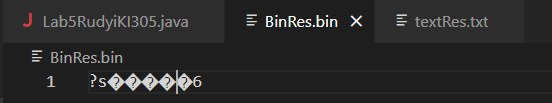 Lab5RudyiKI305.java BinRes.bin textRes.txt
BinRes.bin
1 ?s�����6